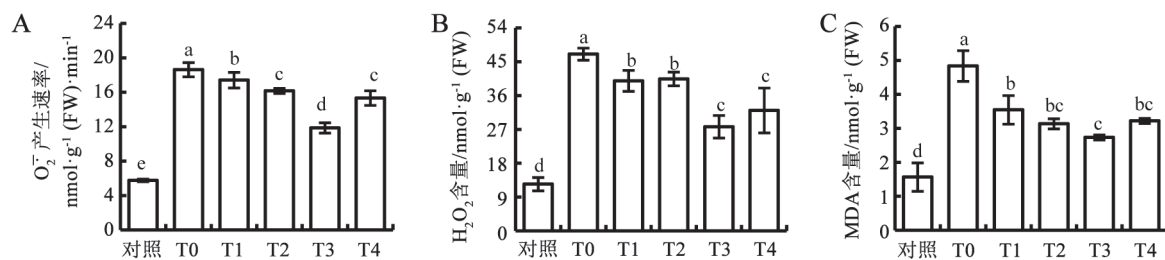 A
O₂⁻ 产生速率/
nmol·g⁻¹ (FW)·min⁻¹
24
20
16
12
8
4
0
e
a
b
c
d
c
对照 T0 T1 T2 T3 T4
B
H₂O₂含量/nmol·g⁻¹ (FW)
54
45
36
27
18
9
0
d
a
b
b
c
c
对照 T0 T1 T2 T3 T4
C
MDA含量/nmol·g⁻¹ (FW)
6
5
4
3
2
1
0
d
a
b
bc
c
bc
对照 T0 T1 T2 T3 T4